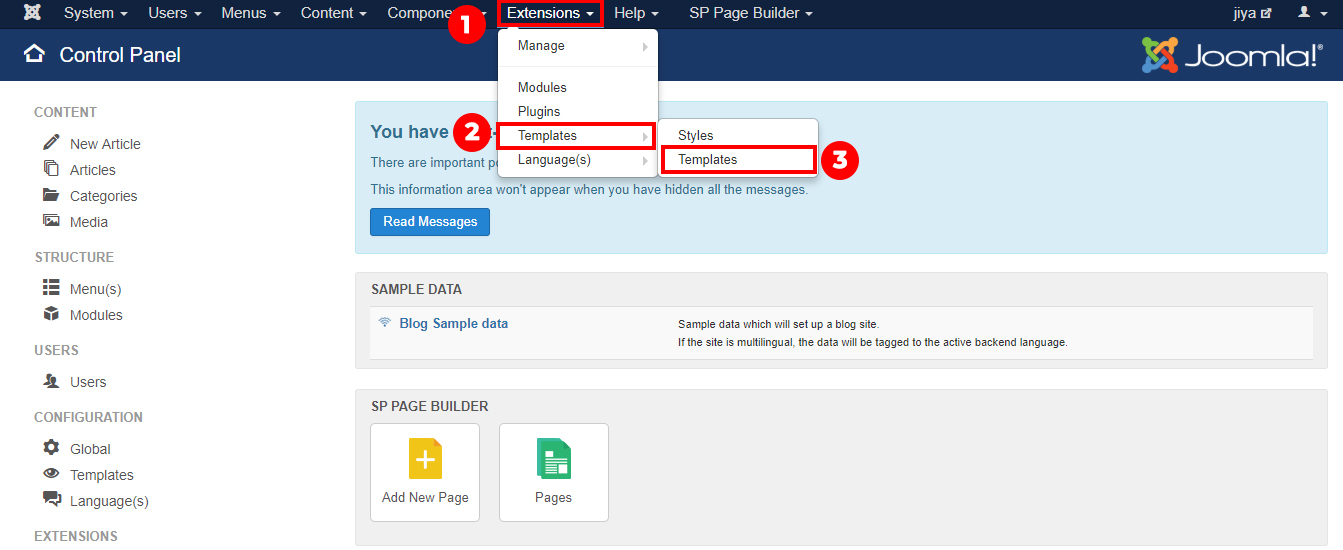 System Users Menus Content Compone Extensions Help SP Page Builder jiya
1
Control Panel
Joomla!®
Manage
Modules
Plugins
Templates
Language(s)
2
Styles
Templates
3
CONTENT
New Article
Articles
Categories
Media
STRUCTURE
Menu(s)
Modules
USERS
Users
CONFIGURATION
Global
Templates
Language(s)
EXTENSIONS
You have
There are important po
This information area won't appear when you have hidden all the messages.
Read Messages
SAMPLE DATA
Blog Sample data
Sample data which will set up a blog site.
If the site is multilingual, the data will be tagged to the active backend language.
SP PAGE BUILDER
Add New Page
Pages